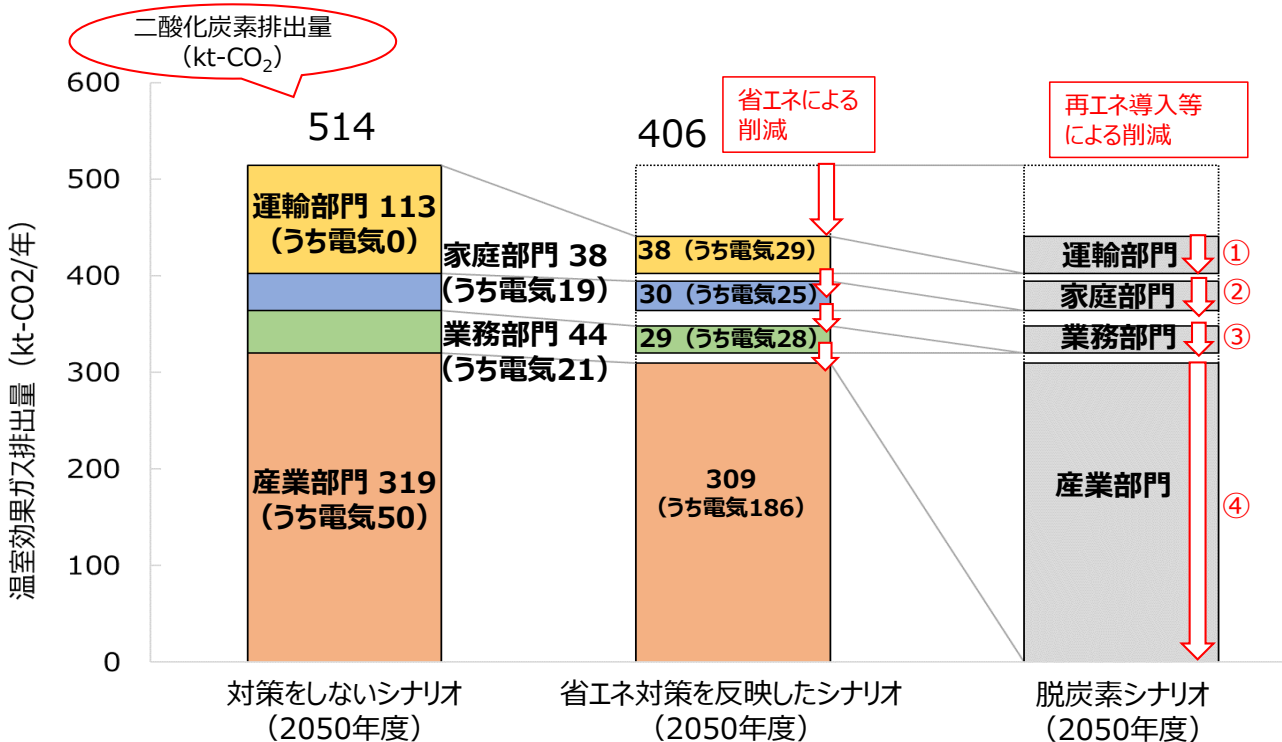 二酸化炭素排出量
（kt-CO2）
温室効果ガス排出量（kt-CO2/年）
600
500
400
300
200
100
0
514
運輸部門 113
（うち電気0）
家庭部門 38
（うち電気19）
業務部門 44
（うち電気21）
産業部門 319
（うち電気50）
対策をしないシナリオ
（2050年度）
406
省エネによる
削減
38（うち電気29）
30（うち電気25）
29（うち電気28）
309
（うち電気186）
省エネ対策を反映したシナリオ
（2050年度）
再エネ導入等
による削減
運輸部門 ①
家庭部門 ②
業務部門 ③
産業部門 ④
脱炭素シナリオ
（2050年度）